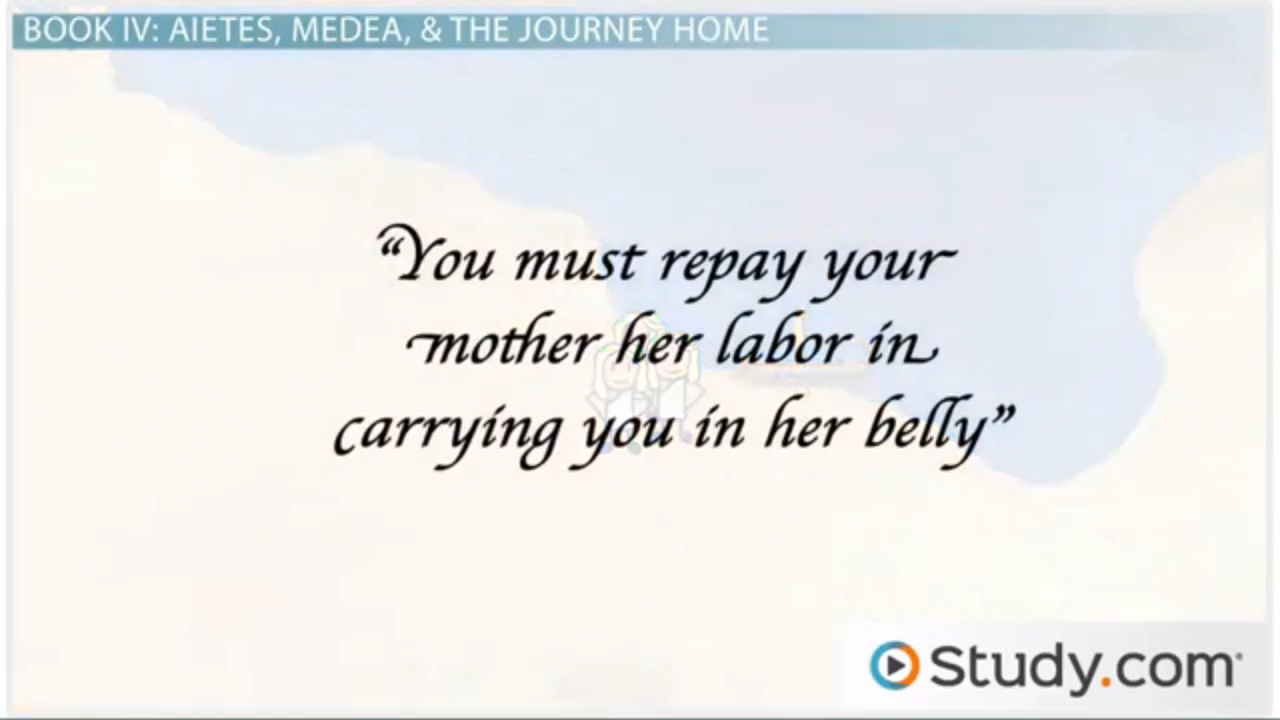 BOOK IV: AIETES, MEDEA, & THE JOURNEY HOME
“You must repay your
mother her labor in
carrying you in her belly”
Study.com